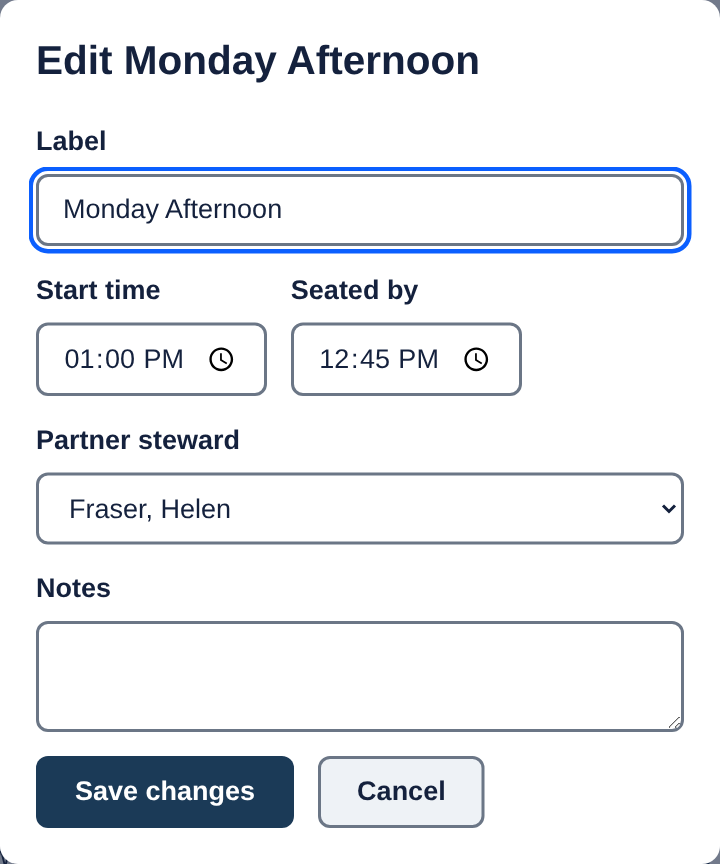 Edit Monday Afternoon
Label
Monday Afternoon
Start time Seated by
01:00 PM 12:45 PM
Partner steward
Fraser, Helen
Notes
Save changes Cancel